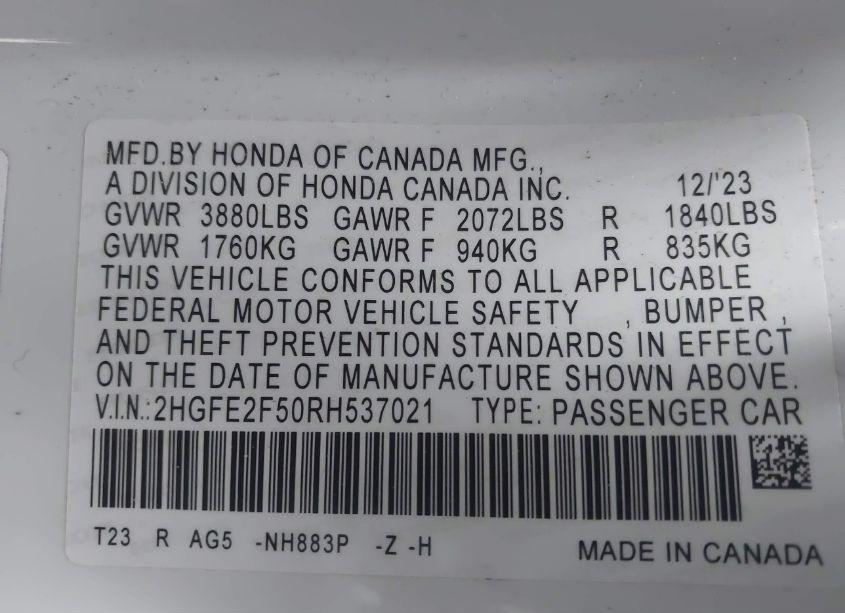 MFD.BY HONDA OF CANADA MFG.,
A DIVISION OF HONDA CANADA INC. 12/'23
GVWR 3880LBS GAWR F 2072LBS R 1840LBS
GVWR 1760KG GAWR F 940KG R 835KG
THIS VEHICLE CONFORMS TO ALL APPLICABLE
FEDERAL MOTOR VEHICLE SAFETY , BUMPER ,
AND THEFT PREVENTION STANDARDS IN EFFECT
ON THE DATE OF MANUFACTURE SHOWN ABOVE.
V.I.N.:2HGFE2F50RH537021 TYPE: PASSENGER CAR
T23 R AG5 -NH883P -Z -H
MADE IN CANADA